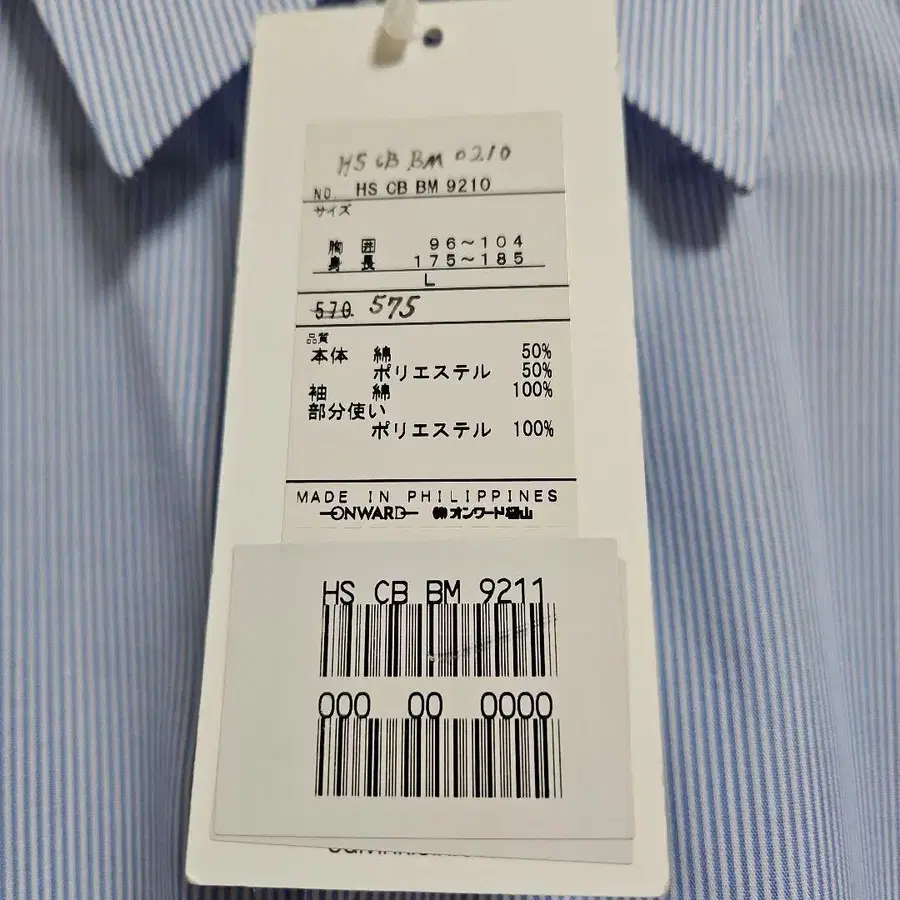 HS CB BM 0210
NO. HS CB BM 9210
サイズ
胸囲 96～104
身長 175～185
L
570 575
品質
本体 綿 50%
ポリエステル 50%
袖 綿 100%
部分使い
ポリエステル 100%
MADE IN PHILIPPINES
ONWARD ㈱オンワード樫山
HS CB BM 9211
000 00 0000